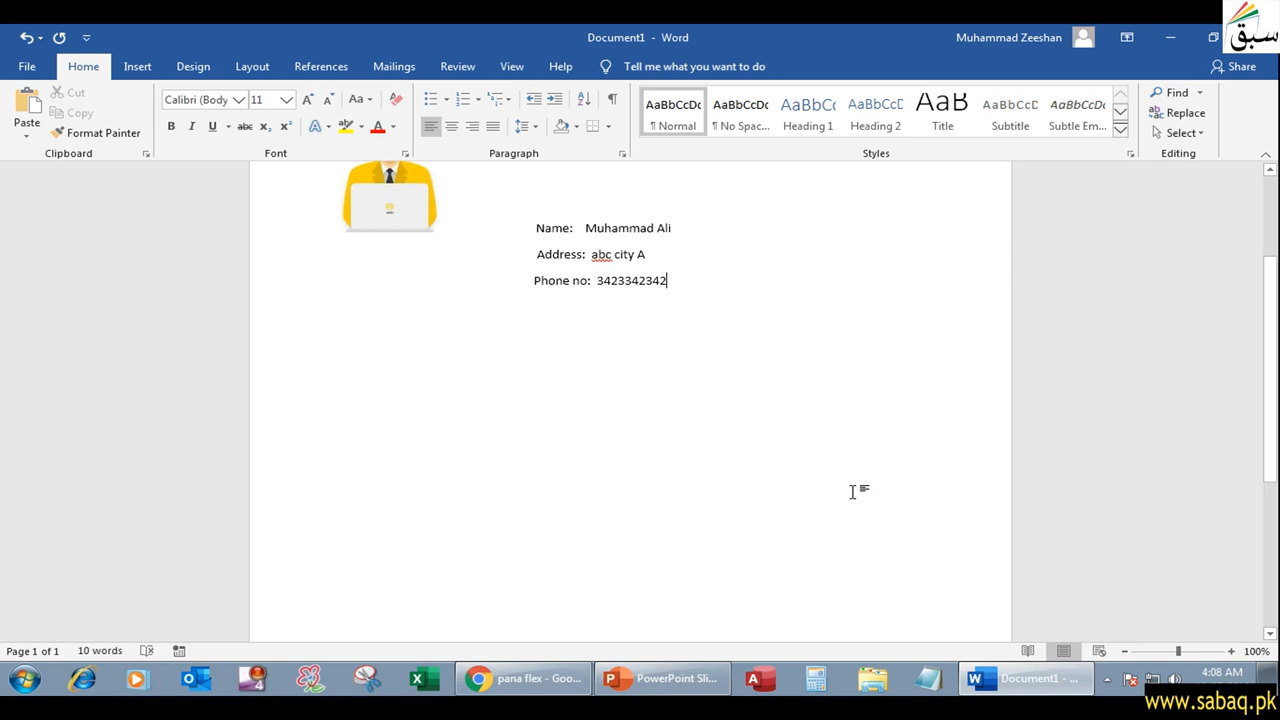 Document1 - Word
Muhammad Zeeshan
سبق
File Home Insert Design Layout References Mailings Review View Help Tell me what you want to do Share
Paste
Cut
Copy
Format Painter
Calibri (Body 11
AaBbCcDc AaBbCcDc AaBbCc AaBbCcD AaB AaBbCcD AaBbCcDc
¶ Normal ¶ No Spac... Heading 1 Heading 2 Title Subtitle Subtle Em...
Find
Replace
Select
Clipboard Font Paragraph Styles Editing
Name: Muhammad Ali
Address: abc city A
Phone no: 3423342342
Page 1 of 1 10 words 100%
pana flex - Goo... PowerPoint Sli... Document1 - ... 4:08 AM
www.sabaq.pk